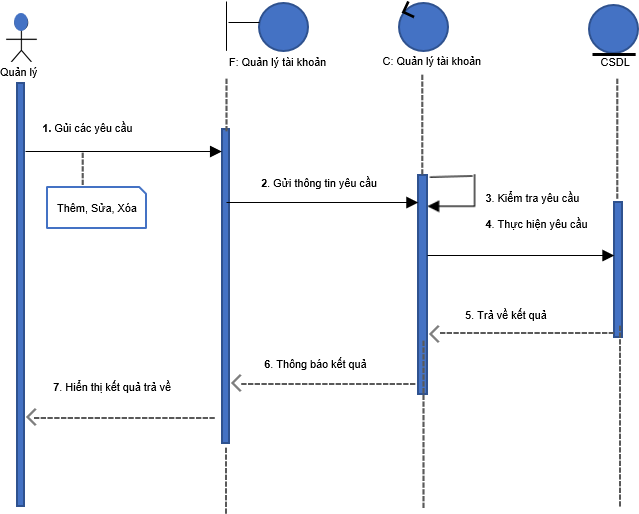 Quản lý
F: Quản lý tài khoản
C: Quản lý tài khoản
CSDL
1. Gủi các yêu cầu
Thêm, Sửa, Xóa
2. Gửi thông tin yêu cầu
3. Kiểm tra yêu cầu
4. Thực hiện yêu cầu
5. Trả về kết quả
6. Thông báo kết quả
7. Hiển thị kết quả trả về